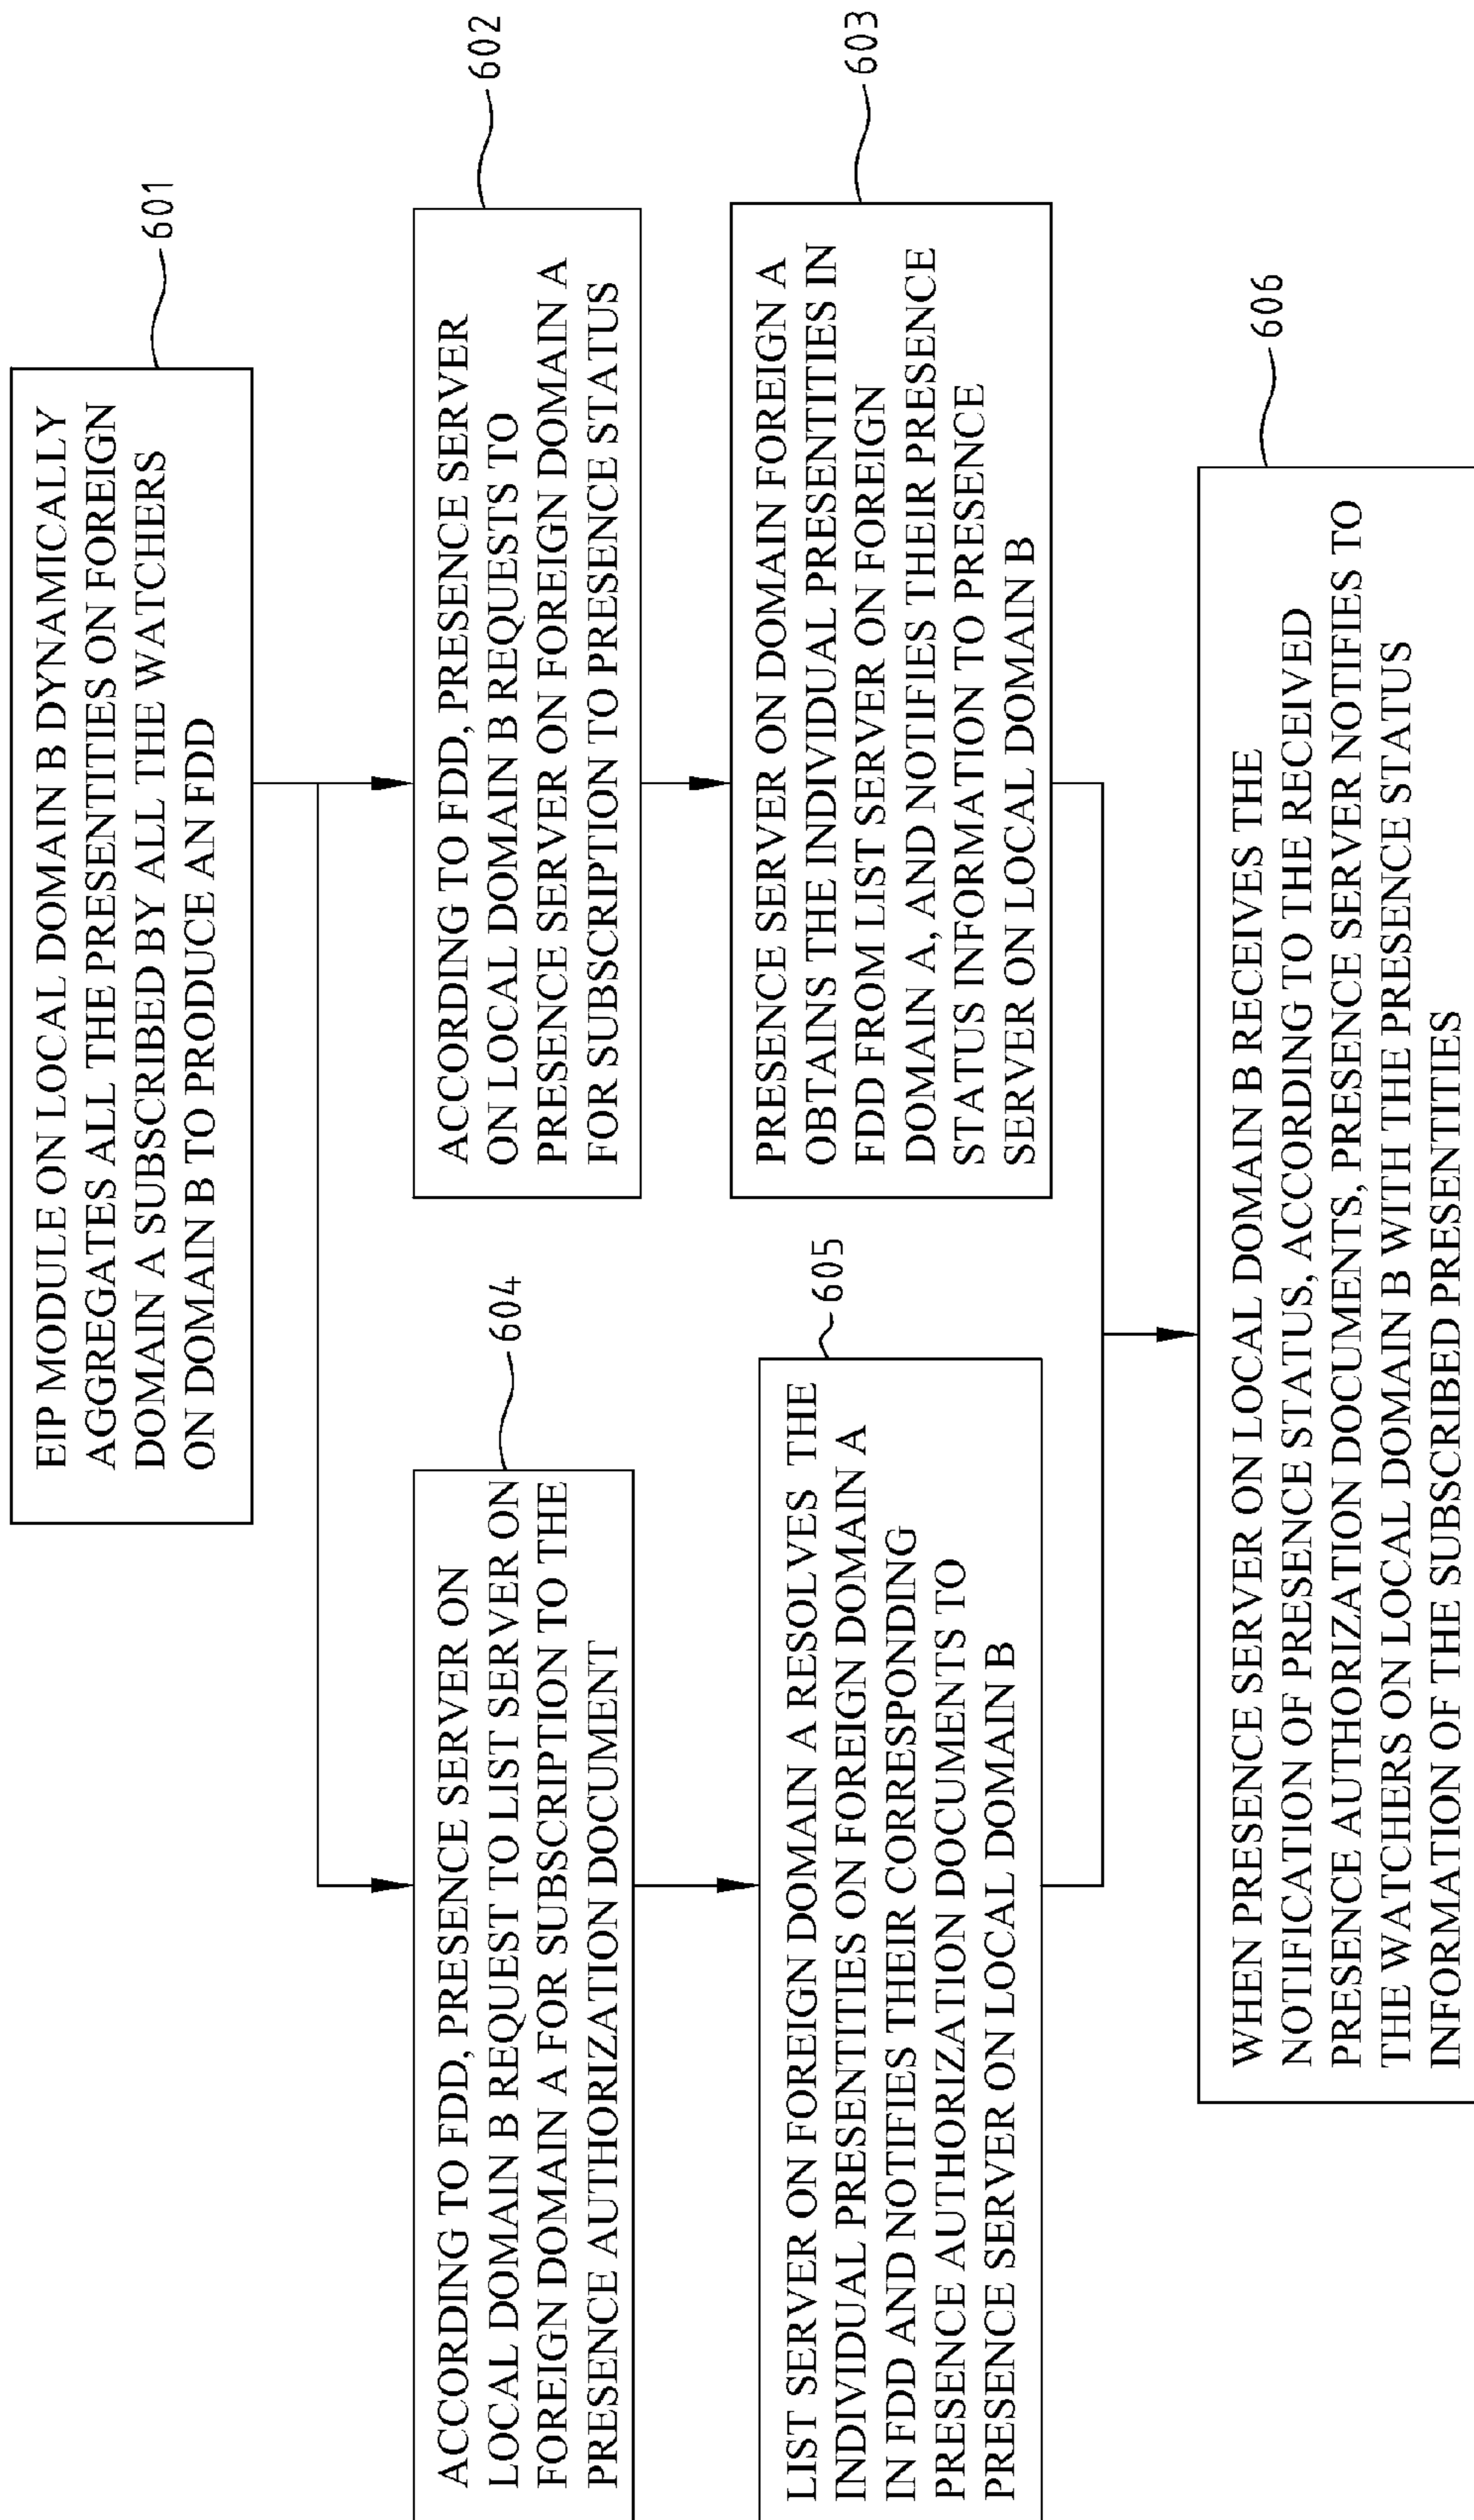 EIP MODULE ON LOCAL DOMAIN B DYNAMICALLY
AGGREGATES ALL THE PRESENTITIES ON FOREIGN
DOMAIN A SUBSCRIBED BY ALL THE WATCHERS
ON DOMAIN B TO PRODUCE AN FDD
601
ACCORDING TO FDD, PRESENCE SERVER
ON LOCAL DOMAIN B REQUESTS TO
PRESENCE SERVER ON FOREIGN DOMAIN A
FOR SUBSCRIPTION TO PRESENCE STATUS
602
PRESENCE SERVER ON DOMAIN FOREIGN A
OBTAINS THE INDIVIDUAL PRESENTITIES IN
FDD FROM LIST SERVER ON FOREIGN
DOMAIN A, AND NOTIFIES THEIR PRESENCE
STATUS INFORMATION TO PRESENCE
SERVER ON LOCAL DOMAIN B
603
ACCORDING TO FDD, PRESENCE SERVER ON
LOCAL DOMAIN B REQUEST TO LIST SERVER ON
FOREIGN DOMAIN A FOR SUBSCRIPTION TO THE
PRESENCE AUTHORIZATION DOCUMENT
604
LIST SERVER ON FOREIGN DOMAIN A RESOLVES THE
INDIVIDUAL PRESENTITIES ON FOREIGN DOMAIN A
IN FDD AND NOTIFIES THEIR CORRESPONDING
PRESENCE AUTHORIZATION DOCUMENTS TO
PRESENCE SERVER ON LOCAL DOMAIN B
605
WHEN PRESENCE SERVER ON LOCAL DOMAIN B RECEIVES THE
NOTIFICATION OF PRESENCE STATUS, ACCORDING TO THE RECEIVED
PRESENCE AUTHORIZATION DOCUMENTS, PRESENCE SERVER NOTIFIES TO
THE WATCHERS ON LOCAL DOMAIN B WITH THE PRESENCE STATUS
INFORMATION OF THE SUBSCRIBED PRESENTITIES
606